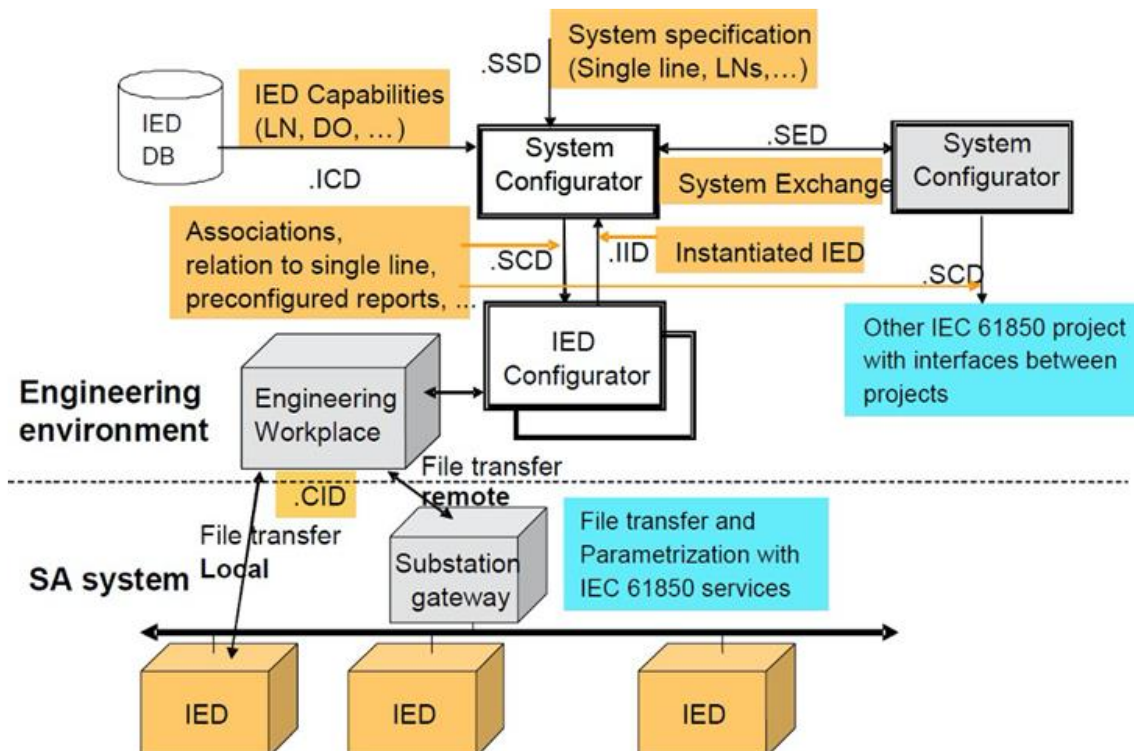 System specification
(Single line, LNs,...)
.SSD
IED
DB
IED Capabilities
(LN, DO, ...)
.ICD
System
Configurator
.SED
System Exchange
System
Configurator
Associations,
relation to single line,
preconfigured reports, ...
.SCD
.IID
Instantiated IED
.SCD
IED
Configurator
Other IEC 61850 project
with interfaces between
projects
Engineering
environment
Engineering
Workplace
File transfer
remote
.CID
File transfer
Local
SA system
Substation
gateway
File transfer and
Parametrization with
IEC 61850 services
IED
IED
IED